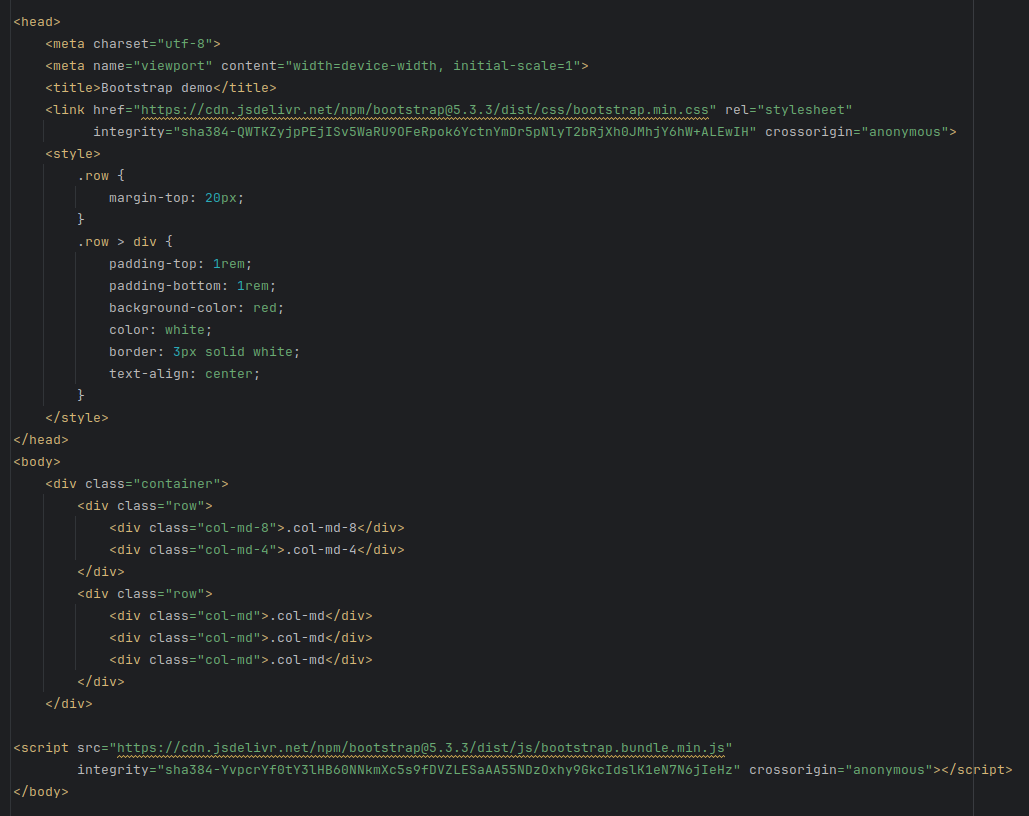 <head>
    <meta charset="utf-8">
    <meta name="viewport" content="width=device-width, initial-scale=1">
    <title>Bootstrap demo</title>
    <link href="https://cdn.jsdelivr.net/npm/bootstrap@5.3.3/dist/css/bootstrap.min.css" rel="stylesheet"
          integrity="sha384-QWTKZyjpPEjISv5WaRU9OFeRpok6YctnYmDr5pNlyT2bRjXh0JMhjY6hW+ALEwIH" crossorigin="anonymous">
    <style>
        .row {
            margin-top: 20px;
        }
        .row > div {
            padding-top: 1rem;
            padding-bottom: 1rem;
            background-color: red;
            color: white;
            border: 3px solid white;
            text-align: center;
        }
    </style>
</head>
<body>
    <div class="container">
        <div class="row">
            <div class="col-md-8">.col-md-8</div>
            <div class="col-md-4">.col-md-4</div>
        </div>
        <div class="row">
            <div class="col-md">.col-md</div>
            <div class="col-md">.col-md</div>
            <div class="col-md">.col-md</div>
        </div>
    </div>

<script src="https://cdn.jsdelivr.net/npm/bootstrap@5.3.3/dist/js/bootstrap.bundle.min.js"
        integrity="sha384-YvpcrYf0tY3lHB60NNkmXc5s9fDVZLESaAA55NDzOxhy9GkcIdslK1eN7N6jIeHz" crossorigin="anonymous"></script>
</body>